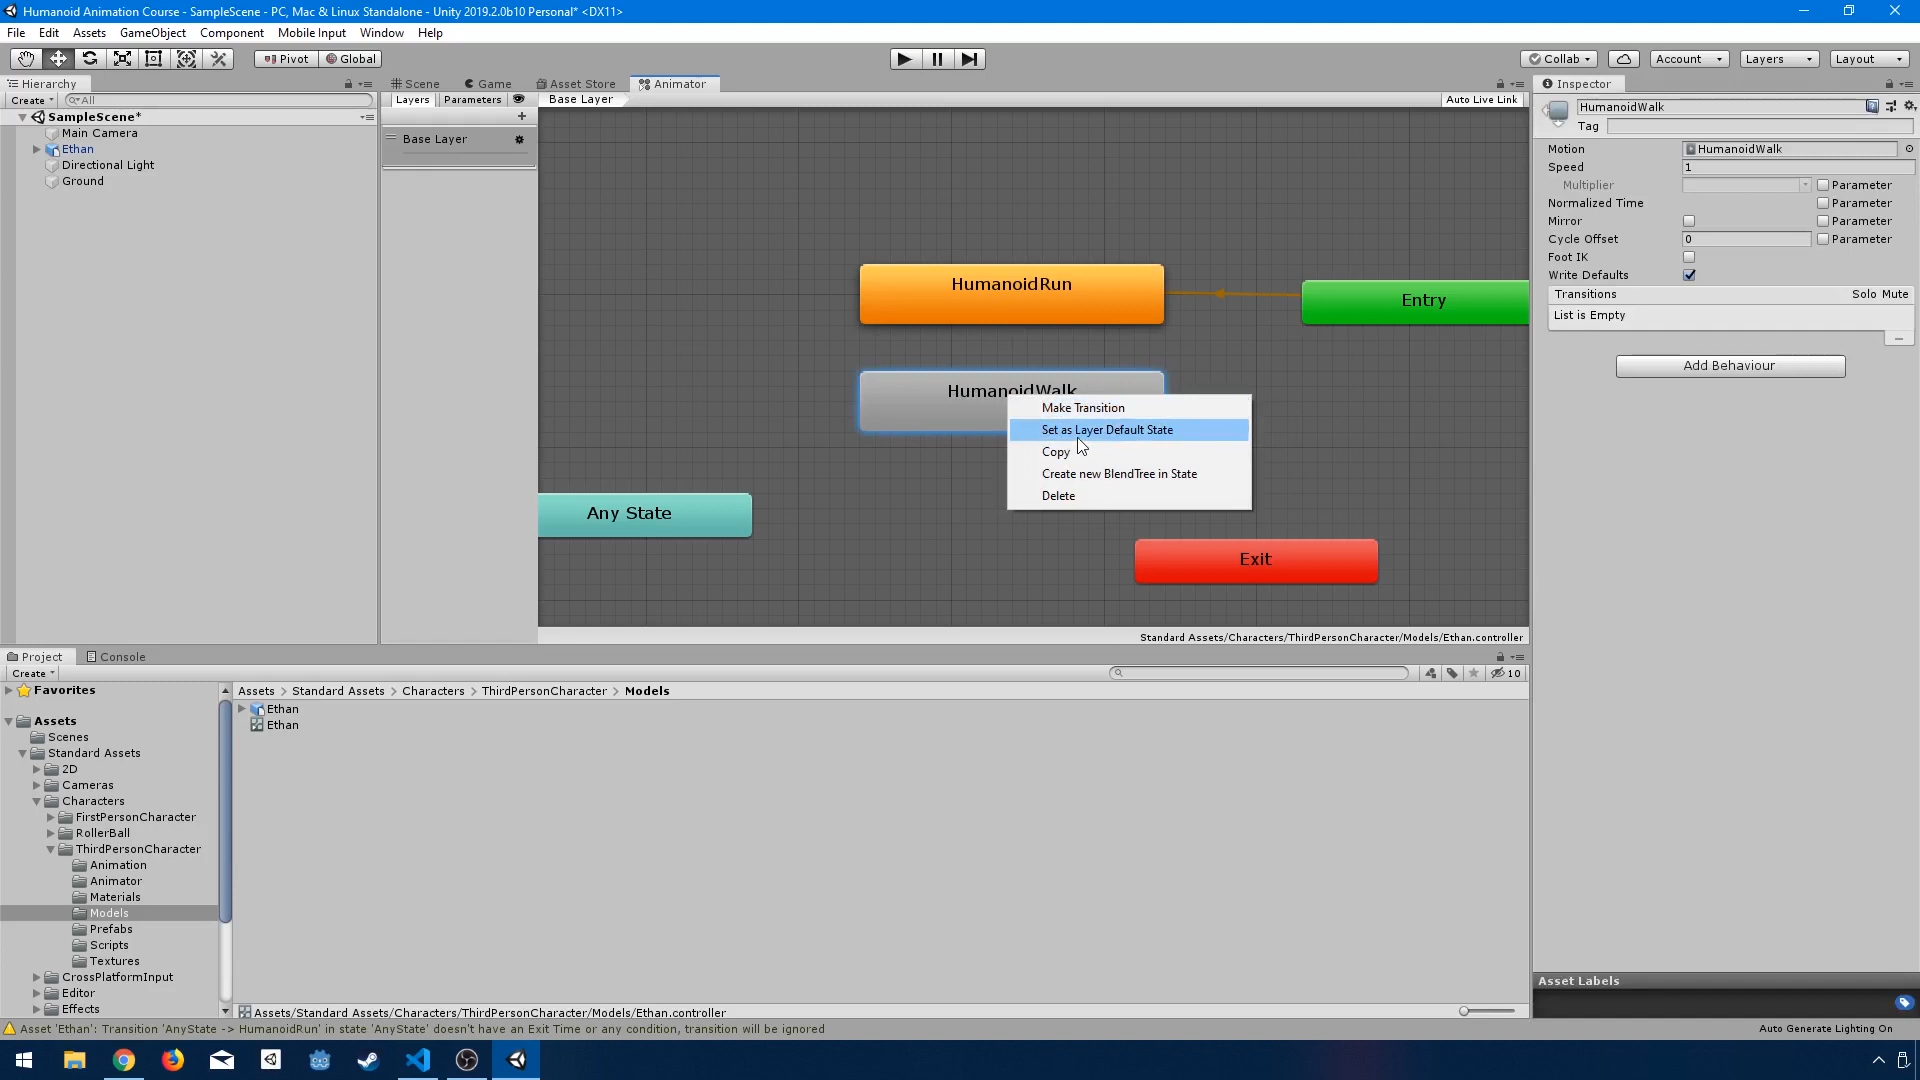 Humanoid Animation Course - SampleScene - PC, Mac & Linux Standalone - Unity 2019.2.0b10 Personal* <DX11>
File Edit Assets GameObject Component Mobile Input Window Help
Pivot Global Collab Account Layers Layout
Hierarchy
Create All
SampleScene*
Main Camera
Ethan
Directional Light
Ground
Scene Game Asset Store Animator
Layers Parameters Base Layer Auto Live Link
Base Layer
HumanoidRun
Entry
HumanoidWalk
Make Transition
Set as Layer Default State
Copy
Create new BlendTree in State
Delete
Any State
Exit
Standard Assets/Characters/ThirdPersonCharacter/Models/Ethan.controller
Inspector
HumanoidWalk
Tag
Motion HumanoidWalk
Speed 1
Multiplier Parameter
Normalized Time Parameter
Mirror Parameter
Cycle Offset 0 Parameter
Foot IK
Write Defaults
Transitions Solo Mute
List is Empty
Add Behaviour
Asset Labels
Project Console
Create
10
Favorites
Assets
Scenes
Standard Assets
2D
Cameras
Characters
FirstPersonCharacter
RollerBall
ThirdPersonCharacter
Animation
Animator
Materials
Models
Prefabs
Scripts
Textures
CrossPlatformInput
Editor
Effects
Assets > Standard Assets > Characters > ThirdPersonCharacter > Models
Ethan
Ethan
Assets/Standard Assets/Characters/ThirdPersonCharacter/Models/Ethan.controller
Asset 'Ethan': Transition 'AnyState -> HumanoidRun' in state 'AnyState' doesn't have an Exit Time or any condition, transition will be ignored
Auto Generate Lighting On